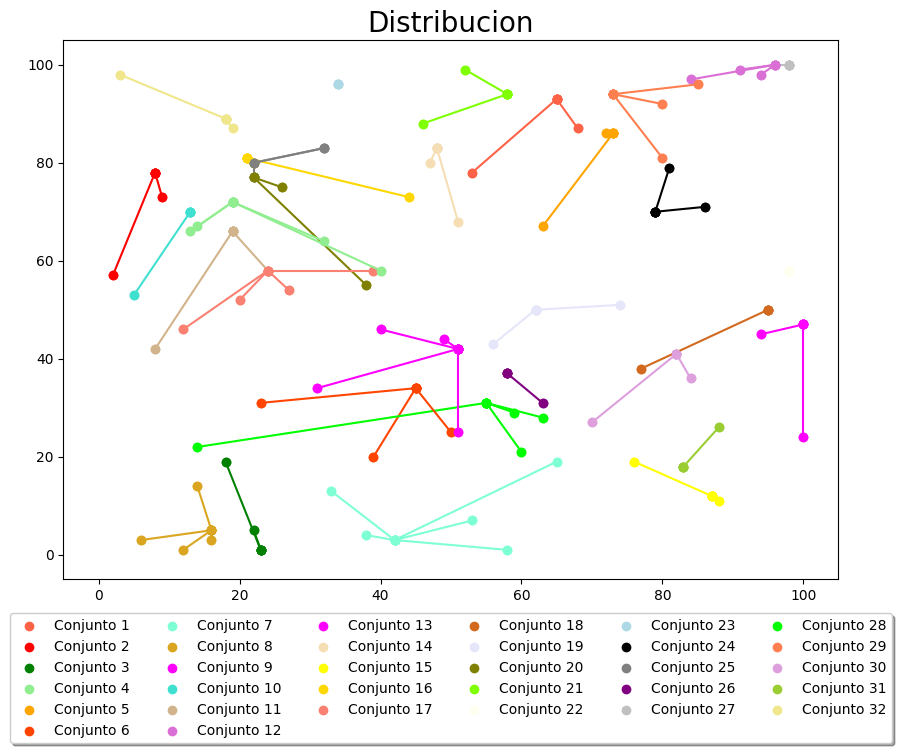 Distribucion
100
80
60
40
20
0
0 20 40 60 80 100
Conjunto 1 Conjunto 7 Conjunto 13 Conjunto 18 Conjunto 23 Conjunto 28
Conjunto 2 Conjunto 8 Conjunto 14 Conjunto 19 Conjunto 24 Conjunto 29
Conjunto 3 Conjunto 9 Conjunto 15 Conjunto 20 Conjunto 25 Conjunto 30
Conjunto 4 Conjunto 10 Conjunto 16 Conjunto 21 Conjunto 26 Conjunto 31
Conjunto 5 Conjunto 11 Conjunto 17 Conjunto 22 Conjunto 27 Conjunto 32
Conjunto 6 Conjunto 12